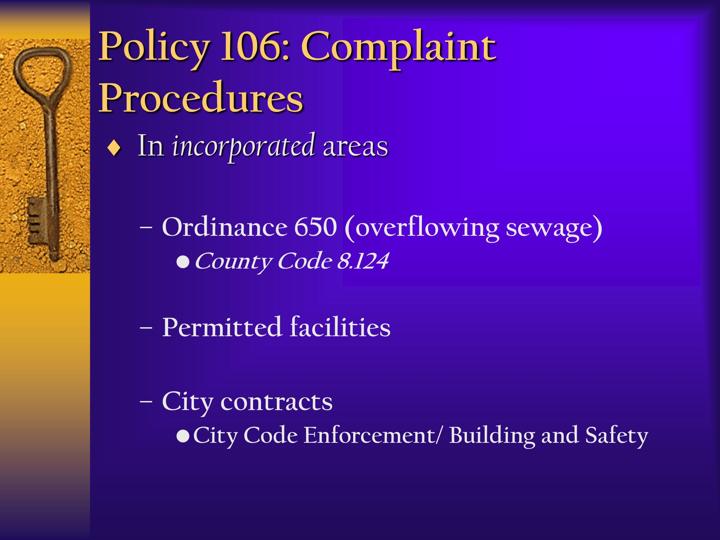 Policy 106: Complaint
Procedures
♦ In incorporated areas
– Ordinance 650 (overflowing sewage)
● County Code 8.124
– Permitted facilities
– City contracts
● City Code Enforcement/ Building and Safety